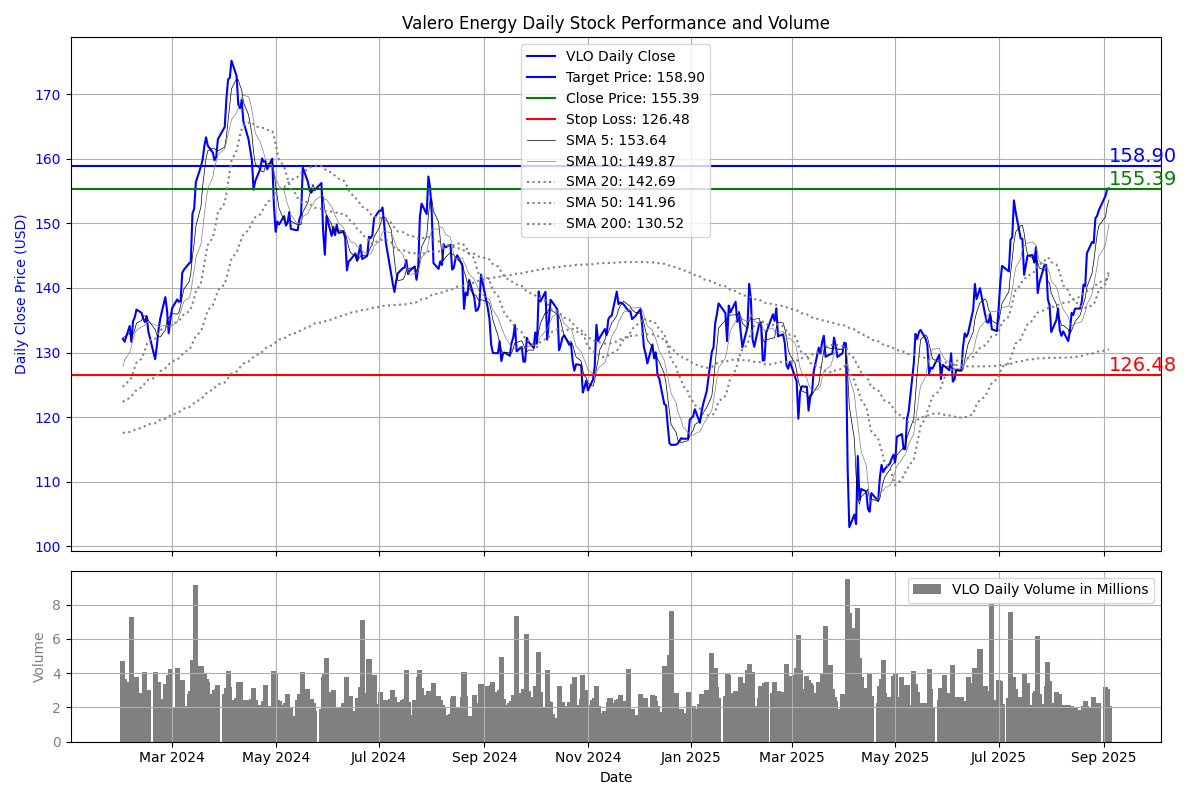 Valero Energy Daily Stock Performance and Volume
VLO Daily Close
Target Price: 158.90
Close Price: 155.39
Stop Loss: 126.48
SMA 5: 153.64
SMA 10: 149.87
SMA 20: 142.69
SMA 50: 141.96
SMA 200: 130.52
Daily Close Price (USD)
170
160
150
140
130
120
110
100
158.90
155.39
126.48
VLO Daily Volume in Millions
Volume
8
6
4
2
0
Mar 2024 May 2024 Jul 2024 Sep 2024 Nov 2024 Jan 2025 Mar 2025 May 2025 Jul 2025 Sep 2025
Date